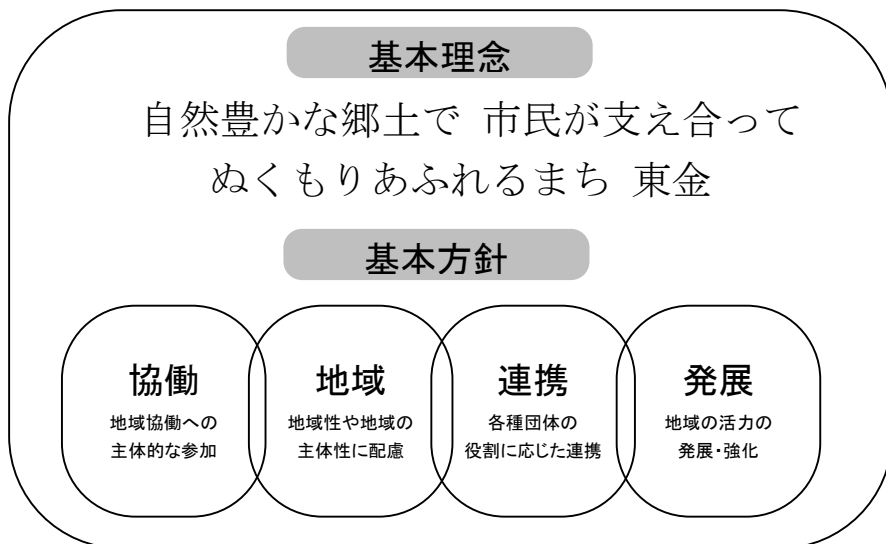 基本理念
自然豊かな郷土で 市民が支え合って
ぬくもりあふれるまち 東金
基本方針
協働
地域協働への
主体的な参加
地域
地域性や地域の
主体性に配慮
連携
各種団体の
役割に応じた連携
発展
地域の活力の
発展・強化